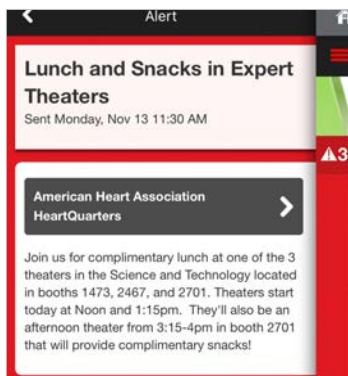 Alert
Lunch and Snacks in Expert
Theaters
Sent Monday, Nov 13 11:30 AM
3
American Heart Association
HeartQuarters
Join us for complimentary lunch at one of the 3
theaters in the Science and Technology located
in booths 1473, 2467, and 2701. Theaters start
today at Noon and 1:15pm.  They'll also be an
afternoon theater from 3:15-4pm in booth 2701
that will provide complimentary snacks!